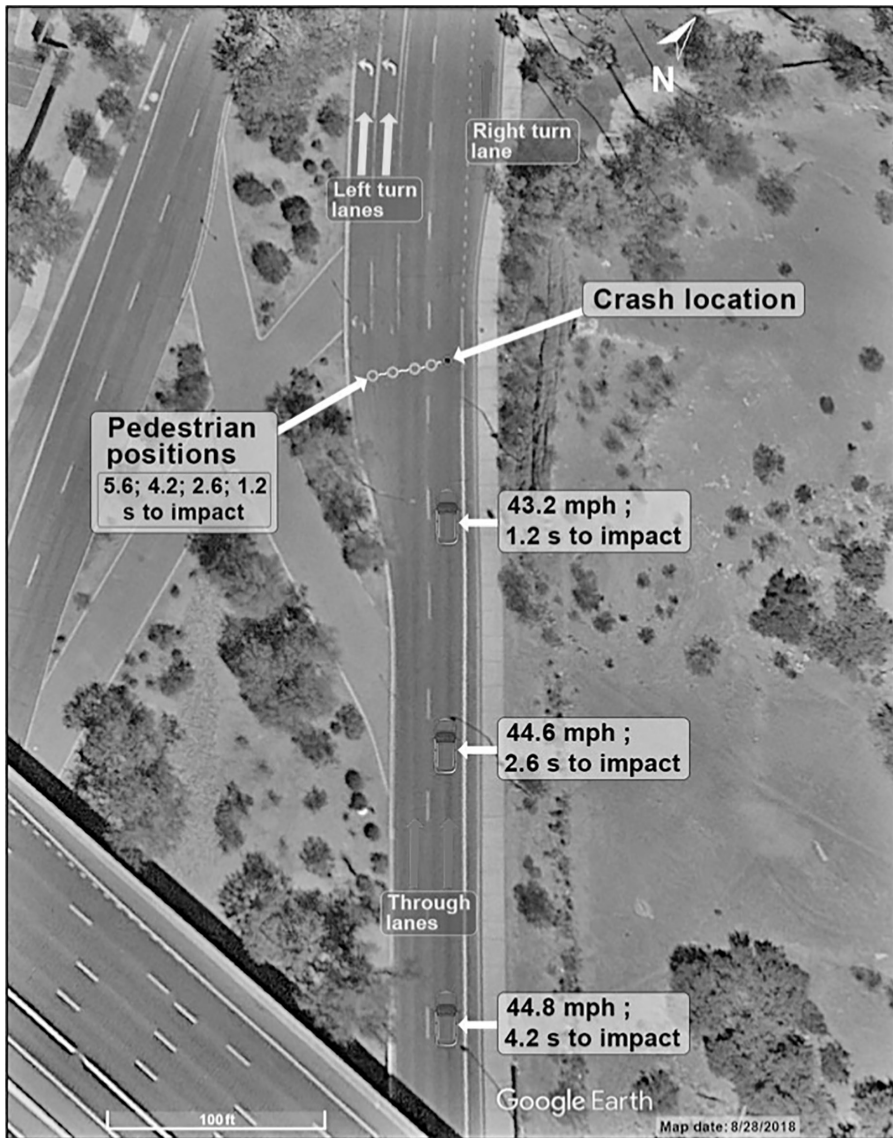 N
Right turn
lane
Left turn
lanes
Crash location
Pedestrian
positions
5.6; 4.2; 2.6; 1.2
s to impact
43.2 mph ;
1.2 s to impact
44.6 mph ;
2.6 s to impact
Through
lanes
44.8 mph ;
4.2 s to impact
100 ft
Google Earth
Map date: 8/28/2018